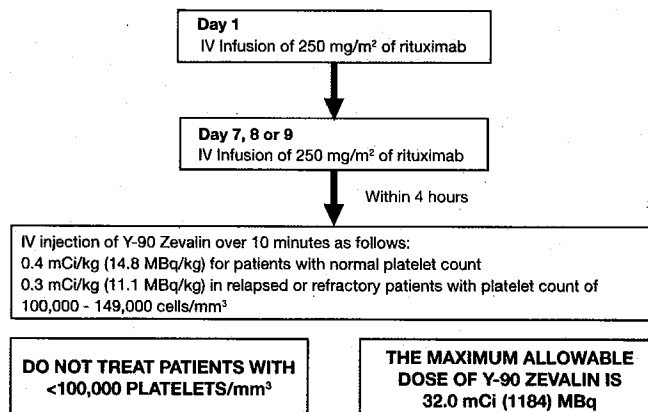 Day 1
IV Infusion of 250 mg/m² of rituximab
Day 7, 8 or 9
IV Infusion of 250 mg/m² of rituximab
Within 4 hours
IV injection of Y-90 Zevalin over 10 minutes as follows:
0.4 mCi/kg (14.8 MBq/kg) for patients with normal platelet count
0.3 mCi/kg (11.1 MBq/kg) in relapsed or refractory patients with platelet count of
100,000 - 149,000 cells/mm³
DO NOT TREAT PATIENTS WITH
<100,000 PLATELETS/mm³
THE MAXIMUM ALLOWABLE
DOSE OF Y-90 ZEVALIN IS
32.0 mCi (1184) MBq